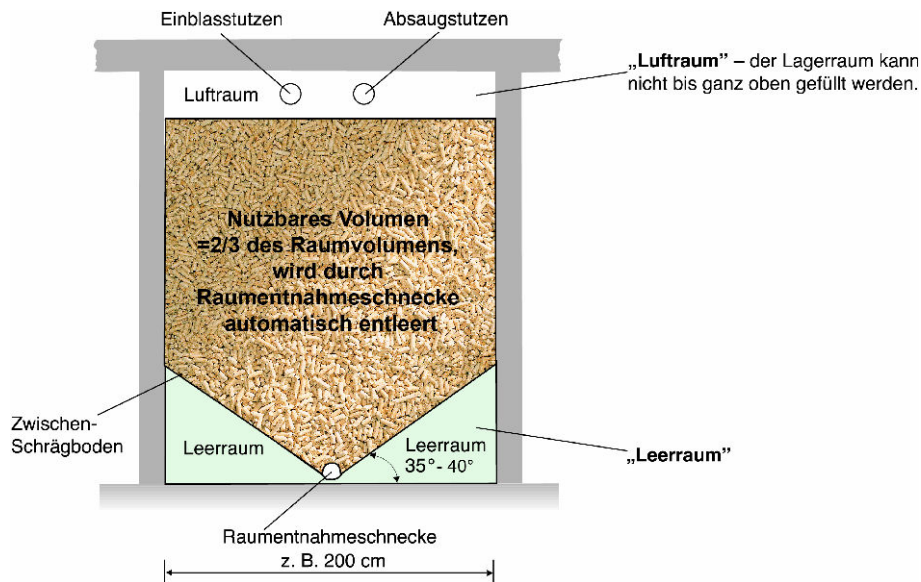 Einblasstutzen
Absaugstutzen
„Luftraum” – der Lagerraum kann
nicht bis ganz oben gefüllt werden.
Luftraum
Nutzbares Volumen
=2/3 des Raumvolumens,
wird durch
Raumentnahmeschnecke
automatisch entleert
Zwischen-
Schrägboden
Leerraum
Leerraum
35°- 40°
„Leerraum”
Raumentnahmeschnecke
z. B. 200 cm